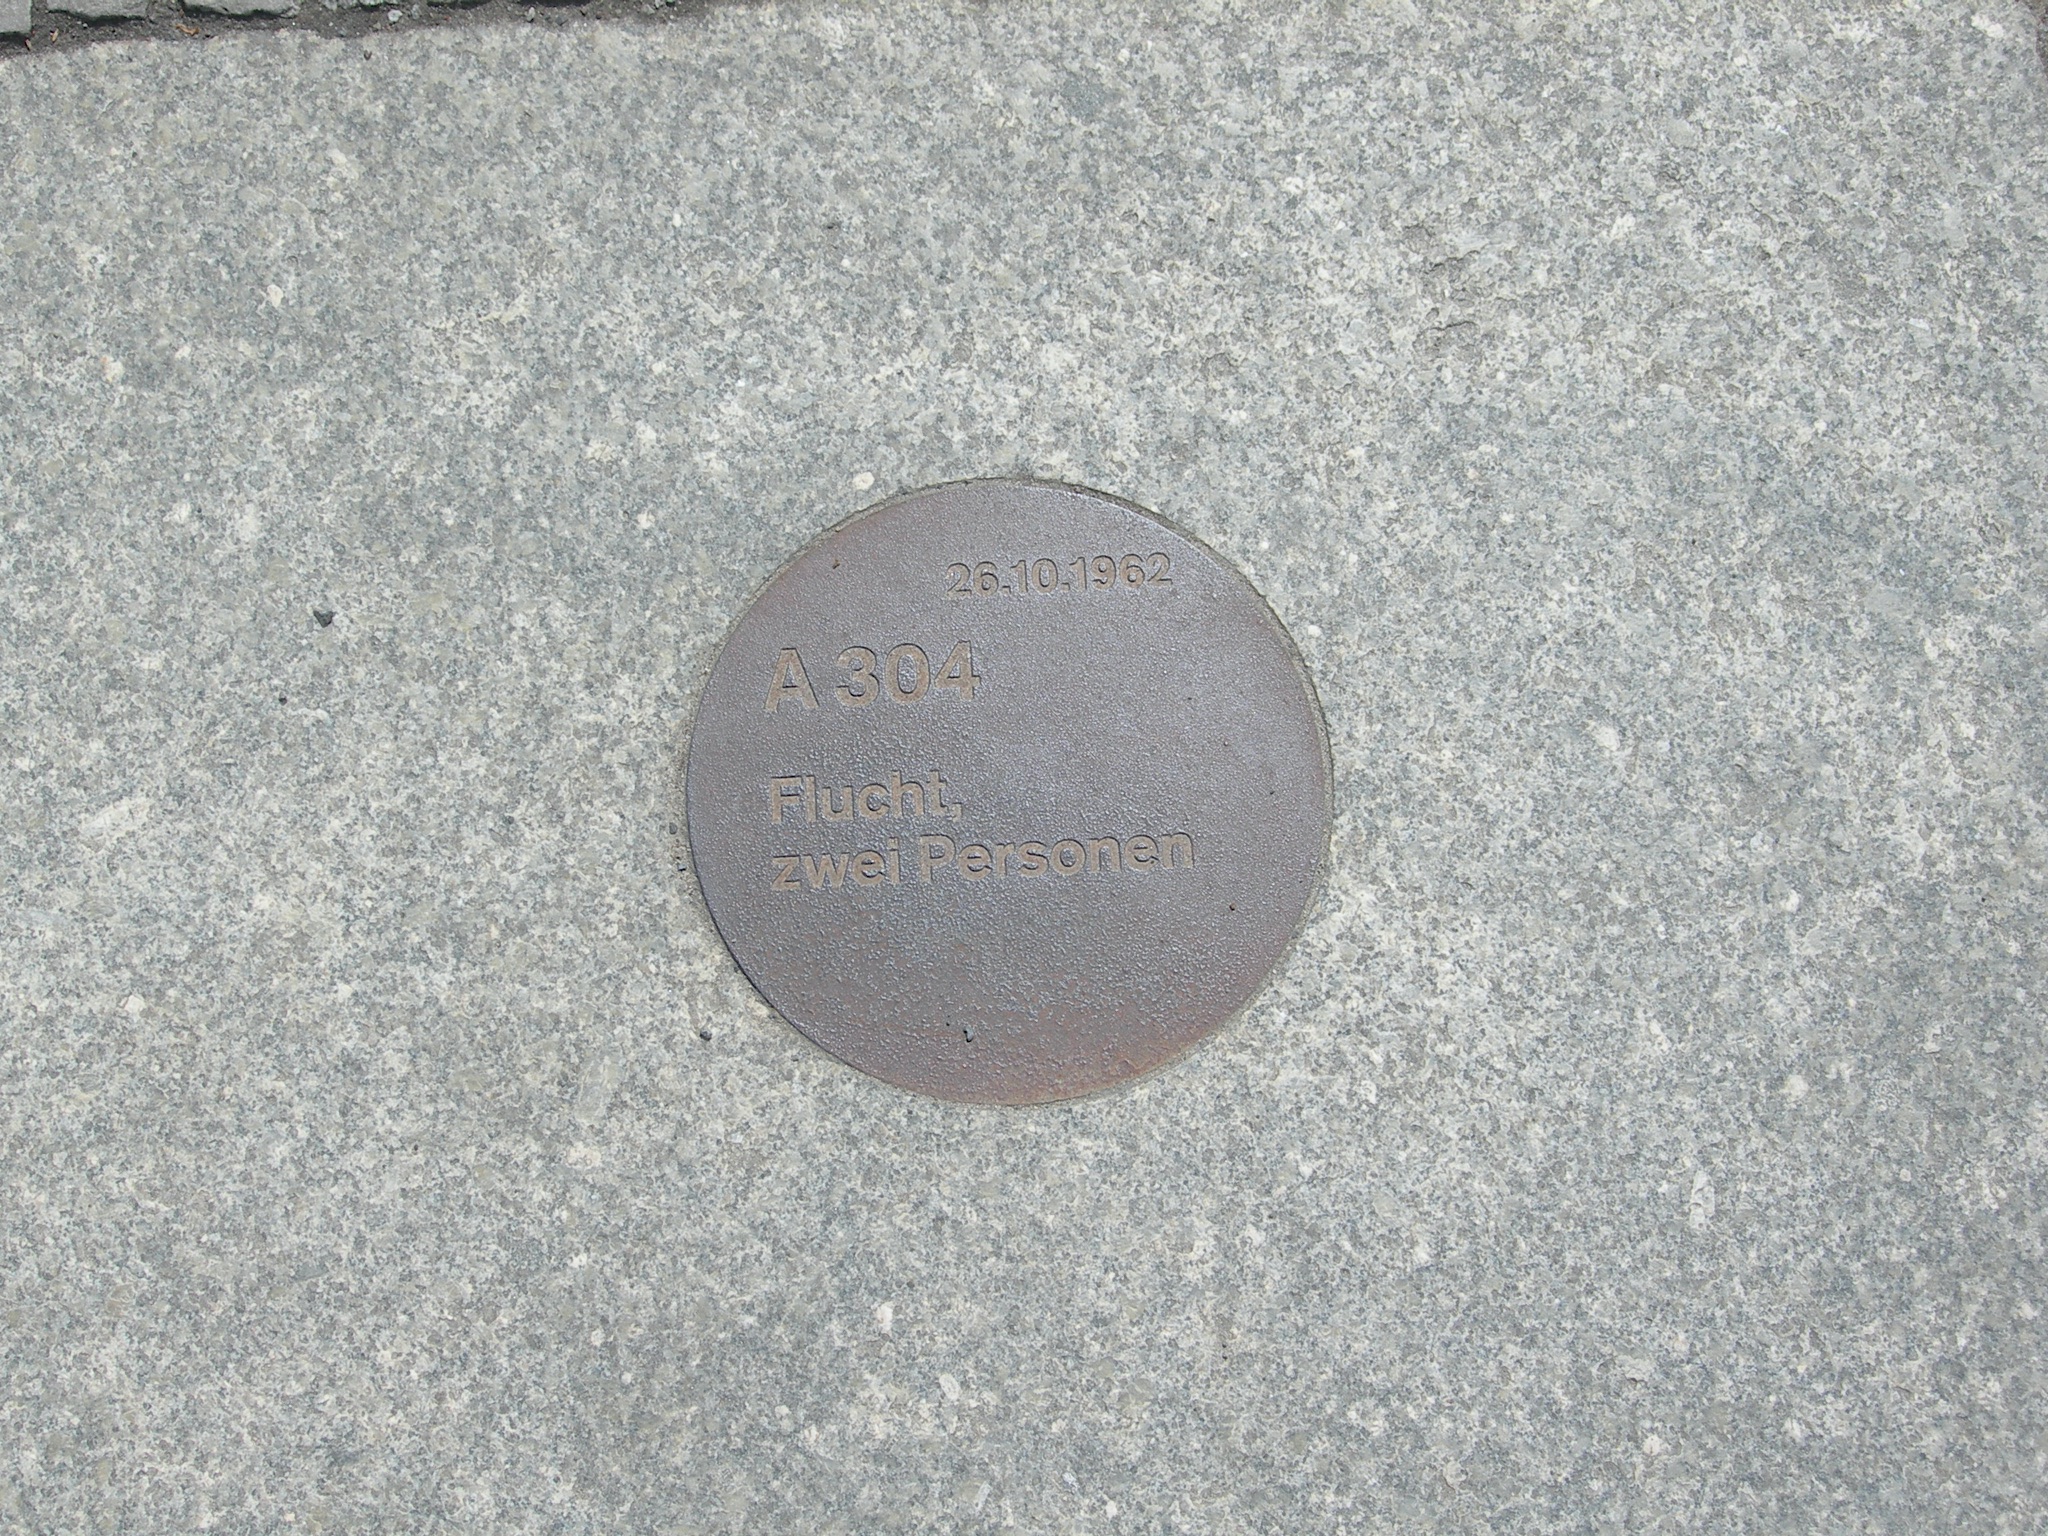 26.10.1962
A 304
Flucht,
zwei Personen